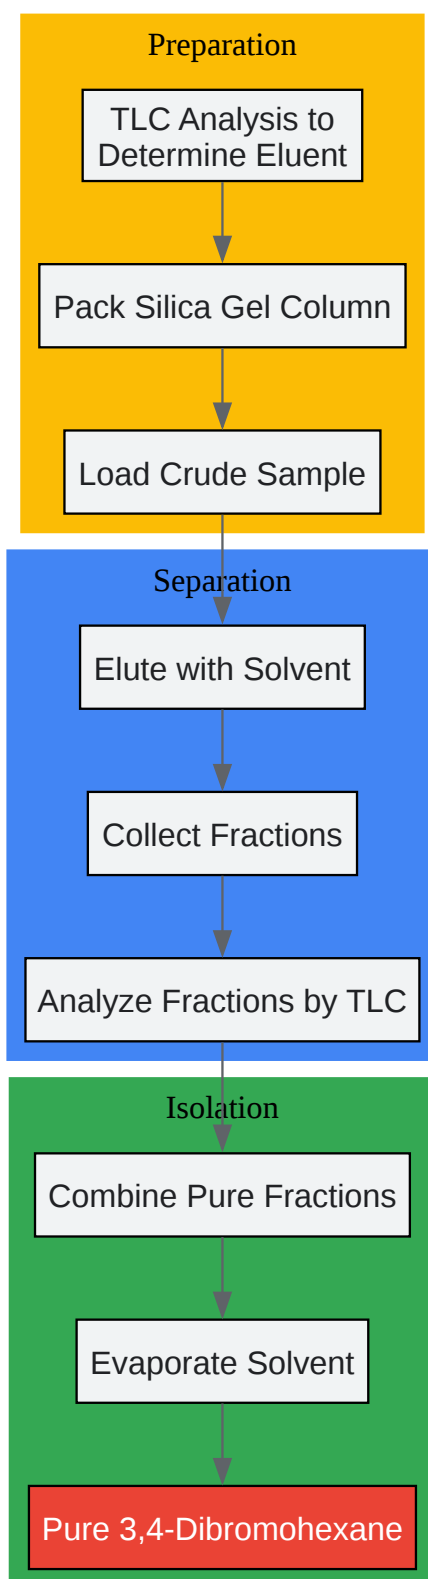 Preparation
TLC Analysis to
Determine Eluent
Pack Silica Gel Column
Load Crude Sample
Separation
Elute with Solvent
Collect Fractions
Analyze Fractions by TLC
Isolation
Combine Pure Fractions
Evaporate Solvent
Pure 3,4-Dibromohexane